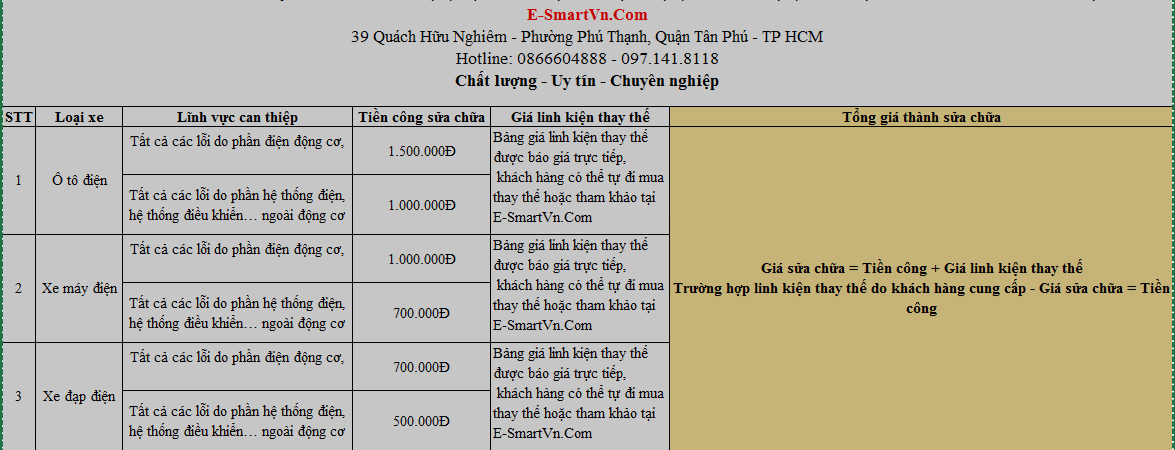 E-SmartVn.Com
39 Quách Hữu Nghiêm - Phường Phú Thạnh, Quận Tân Phú - TP HCM
Hotline: 0866604888 - 097.141.8118
Chất lượng - Uy tín - Chuyên nghiệp
STT Loại xe Lĩnh vực can thiệp Tiền công sửa chữa Giá linh kiện thay thế Tổng giá thành sửa chữa
1 Ô tô điện
Tất cả các lỗi do phần điện động cơ,
1.500.000Đ
Tất cả các lỗi do phần hệ thống điện,
hệ thống điều khiển… ngoài động cơ
1.000.000Đ
Bảng giá linh kiện thay thế
được báo giá trực tiếp,
khách hàng có thể tự đi mua
thay thế hoặc tham khảo tại
E-SmartVn.Com
2 Xe máy điện
Tất cả các lỗi do phần điện động cơ,
1.000.000Đ
Tất cả các lỗi do phần hệ thống điện,
hệ thống điều khiển… ngoài động cơ
700.000Đ
Bảng giá linh kiện thay thế
được báo giá trực tiếp,
khách hàng có thể tự đi mua
thay thế hoặc tham khảo tại
E-SmartVn.Com
3 Xe đạp điện
Tất cả các lỗi do phần điện động cơ,
700.000Đ
Tất cả các lỗi do phần hệ thống điện,
hệ thống điều khiển… ngoài động cơ
500.000Đ
Bảng giá linh kiện thay thế
được báo giá trực tiếp,
khách hàng có thể tự đi mua
thay thế hoặc tham khảo tại
E-SmartVn.Com
Giá sửa chữa = Tiền công + Giá linh kiện thay thế
Trường hợp linh kiện thay thế do khách hàng cung cấp - Giá sửa chữa = Tiền
công